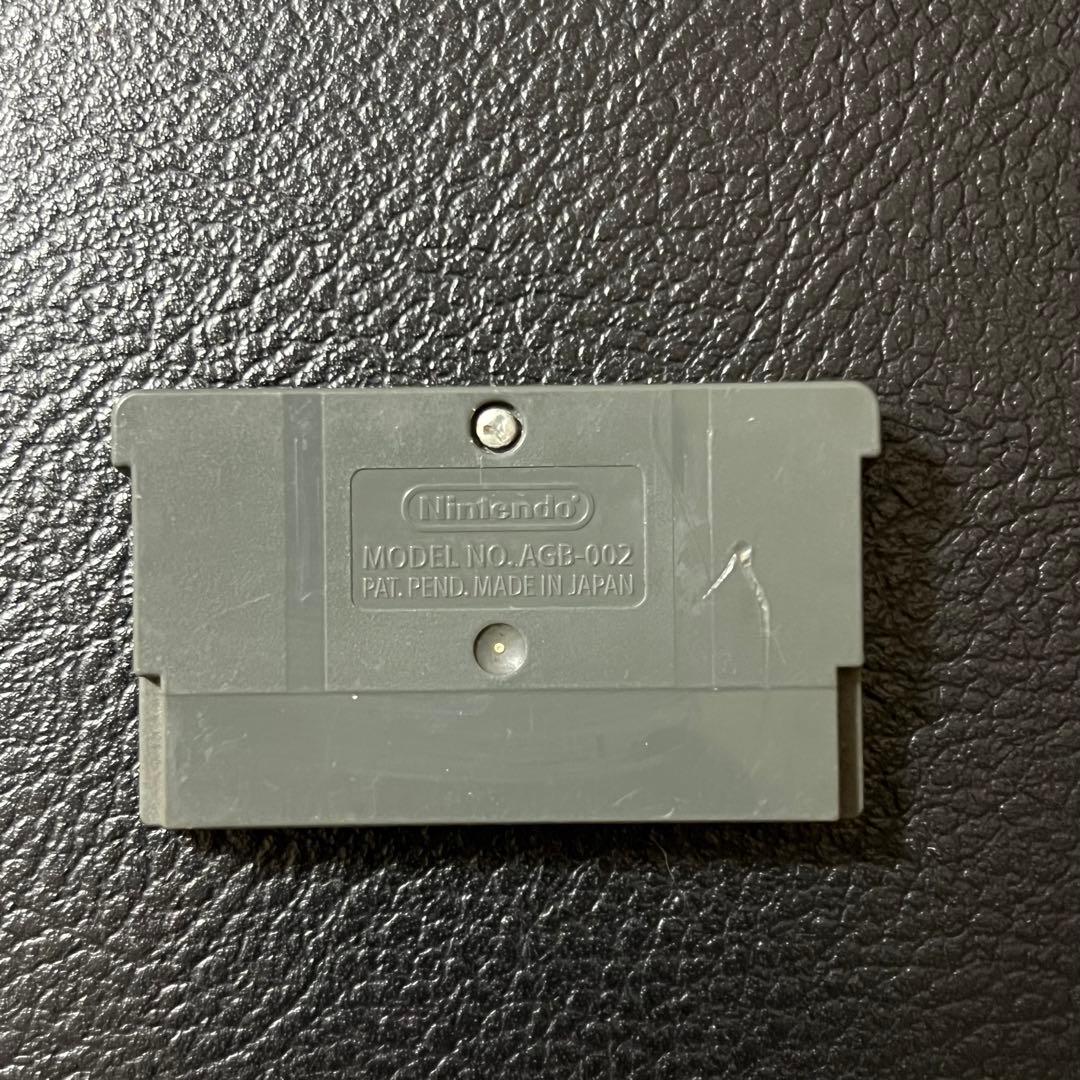 Nintendo®
MODEL NO. AGB-002
PAT. PEND. MADE IN JAPAN